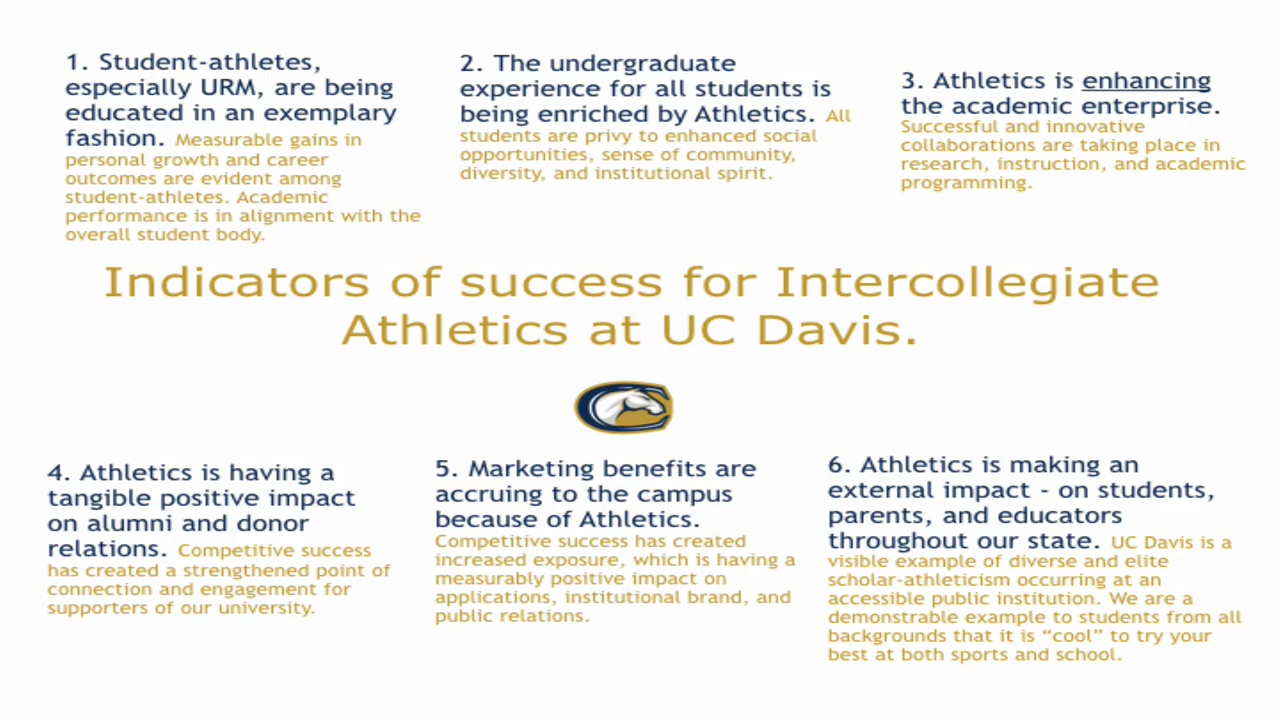 1. Student-athletes,
especially URM, are being
educated in an exemplary
fashion. Measurable gains in
personal growth and career
outcomes are evident among
student-athletes. Academic
performance is in alignment with the
overall student body.
2. The undergraduate
experience for all students is
being enriched by Athletics. All
students are privy to enhanced social
opportunities, sense of community,
diversity, and institutional spirit.
3. Athletics is enhancing
the academic enterprise.
Successful and innovative
collaborations are taking place in
research, instruction, and academic
programming.
Indicators of success for Intercollegiate
Athletics at UC Davis.
4. Athletics is having a
tangible positive impact
on alumni and donor
relations. Competitive success
has created a strengthened point of
connection and engagement for
supporters of our university.
5. Marketing benefits are
accruing to the campus
because of Athletics.
Competitive success has created
increased exposure, which is having a
measurably positive impact on
applications, institutional brand, and
public relations.
6. Athletics is making an
external impact - on students,
parents, and educators
throughout our state. UC Davis is a
visible example of diverse and elite
scholar-athleticism occurring at an
accessible public institution. We are a
demonstrable example to students from all
backgrounds that it is “cool” to try your
best at both sports and school.